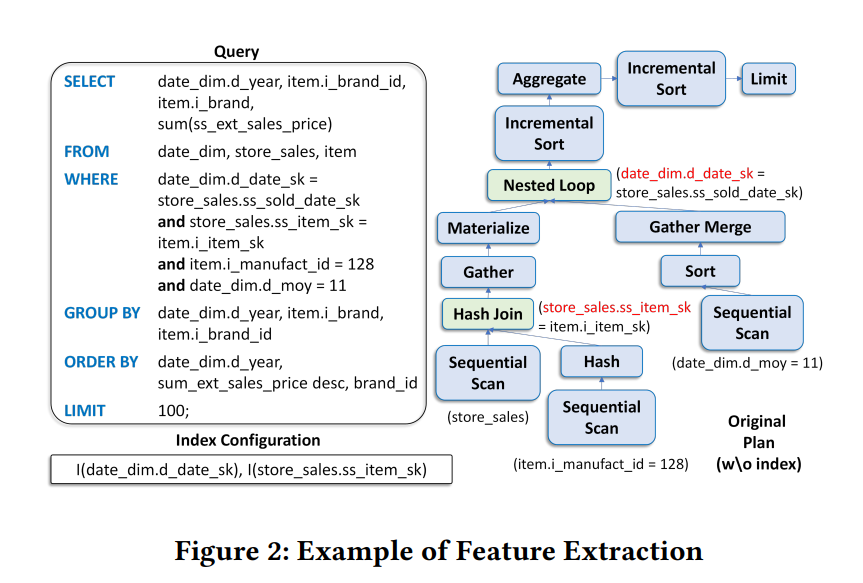 Query
SELECT date_dim.d_year, item.i_brand_id,
item.i_brand,
sum(ss_ext_sales_price)
FROM date_dim, store_sales, item
WHERE date_dim.d_date_sk =
store_sales.ss_sold_date_sk
and store_sales.ss_item_sk =
item.i_item_sk
and item.i_manufact_id = 128
and date_dim.d_moy = 11
GROUP BY date_dim.d_year, item.i_brand,
item.i_brand_id
ORDER BY date_dim.d_year,
sum_ext_sales_price desc, brand_id
LIMIT 100;
Index Configuration
I(date_dim.d_date_sk), I(store_sales.ss_item_sk)
Aggregate
Incremental
Sort
Limit
Incremental
Sort
Nested Loop
(date_dim.d_date_sk =
store_sales.ss_sold_date_sk)
Materialize
Gather Merge
Gather
Sort
Hash Join
(store_sales.ss_item_sk
= item.i_item_sk)
Sequential
Scan
(date_dim.d_moy = 11)
Sequential
Scan
(store_sales)
Hash
Sequential
Scan
(item.i_manufact_id = 128)
Original
Plan
(w\o index)
Figure 2: Example of Feature Extraction